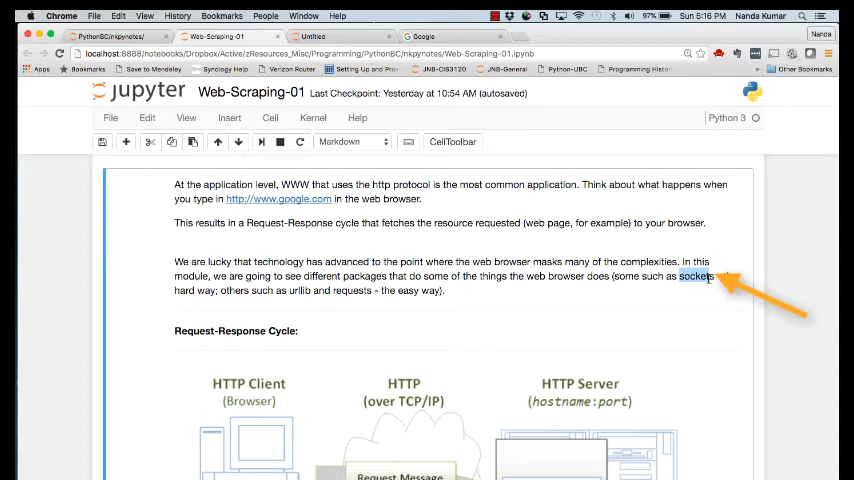 Chrome File Edit View History Bookmarks People Window Help 97% Sun 5:16 PM Nanda Kumar
PythonBC/nkpynotes/ Web-Scraping-01 Untitled Google Nanda
localhost:8888/notebooks/Dropbox/Active/zResources_Misc/Programming/PythonBC/nkpynotes/Web-Scraping-01.ipynb
Apps Bookmarks Save to Mendeley Synology Help Verizon Router Setting Up and Pro JNB-CIS3120 JNB-General Python-UBC Programming Histor Other Bookmarks
jupyter Web-Scraping-01 Last Checkpoint: Yesterday at 10:54 AM (autosaved)
File Edit View Insert Cell Kernel Help Python 3
Markdown CellToolbar
At the application level, WWW that uses the http protocol is the most common application. Think about what happens when
you type in http://www.google.com in the web browser.
This results in a Request-Response cycle that fetches the resource requested (web page, for example) to your browser.
We are lucky that technology has advanced to the point where the web browser masks many of the complexities. In this
module, we are going to see different packages that do some of the things the web browser does (some such as sockets
hard way; others such as urllib and requests - the easy way).
Request-Response Cycle:
HTTP Client HTTP HTTP Server
(Browser) (over TCP/IP) (hostname:port)
Request Message